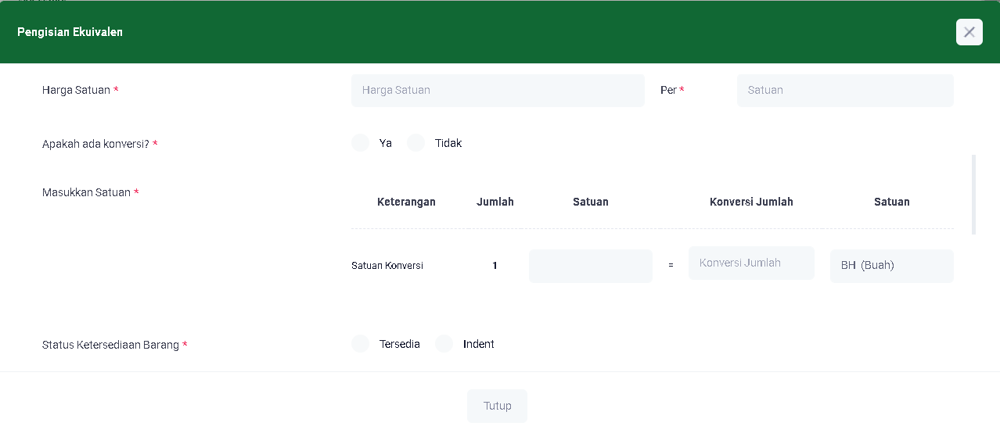 Pengisian Ekuivalen
Harga Satuan * Harga Satuan Per * Satuan
Apakah ada konversi? * Ya Tidak
Masukkan Satuan *
Keterangan Jumlah Satuan Konversi Jumlah Satuan
Satuan Konversi 1 = Konversi Jumlah BH (Buah)
Status Ketersediaan Barang * Tersedia Indent
Tutup